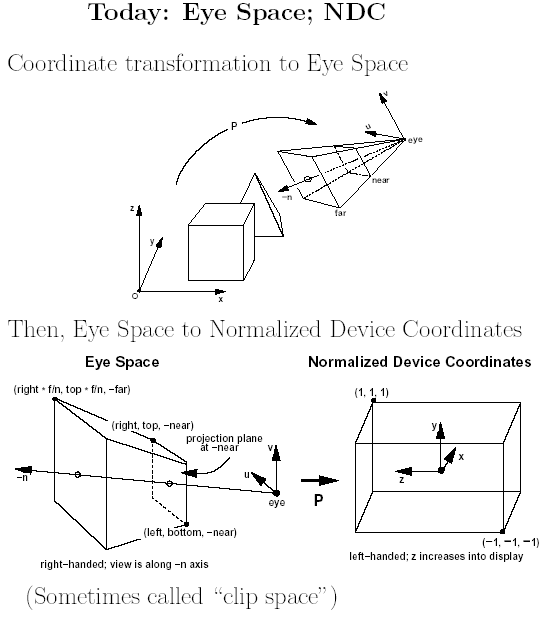 Today: Eye Space; NDC
Coordinate transformation to Eye Space
P
v
u
eye
near
-n
far
z
y
O
x
Then, Eye Space to Normalized Device Coordinates
Eye Space
Normalized Device Coordinates
(right * f/n, top * f/n, -far)
(1, 1, 1)
(right, top, -near)
projection plane
at -near
v
y
x
u
z
-n
eye
P
(left, bottom, -near)
(-1, -1, -1)
right-handed; view is along -n axis
left-handed; z increases into display
(Sometimes called “clip space”)